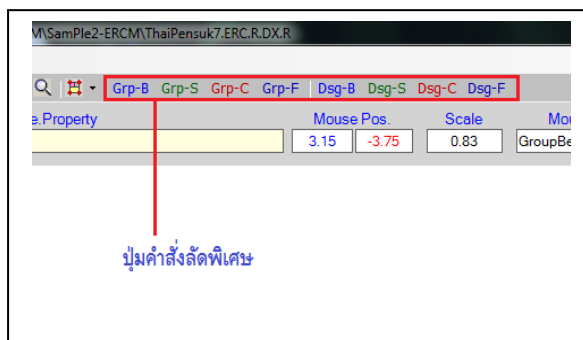 M\SamPle2-ERCM\ThaiPensuk7.ERC.R.DX.R
Grp-B Grp-S Grp-C Grp-F Dsg-B Dsg-S Dsg-C Dsg-F
e.Property Mouse Pos. Scale Mou
3.15 -3.75 0.83 GroupBe
ปุ่มคำสั่งลัดพิเศษ